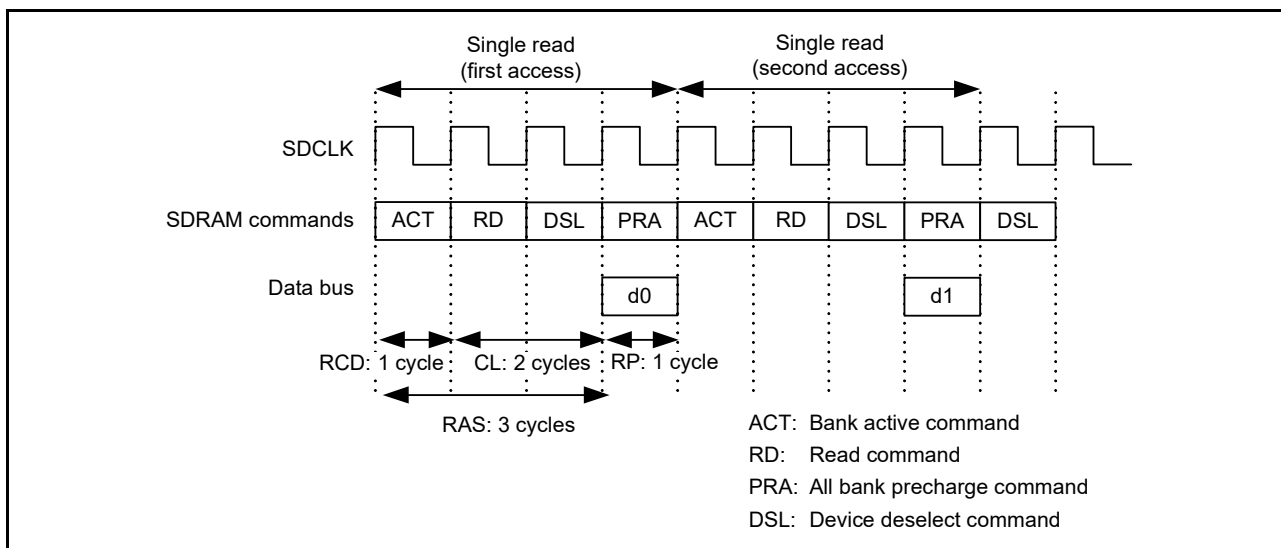 Single read
(first access)
Single read
(second access)
SDCLK
SDRAM commands
ACT RD DSL PRA ACT RD DSL PRA DSL
Data bus
d0 d1
RCD: 1 cycle CL: 2 cycles RP: 1 cycle
RAS: 3 cycles
ACT: Bank active command
RD: Read command
PRA: All bank precharge command
DSL: Device deselect command